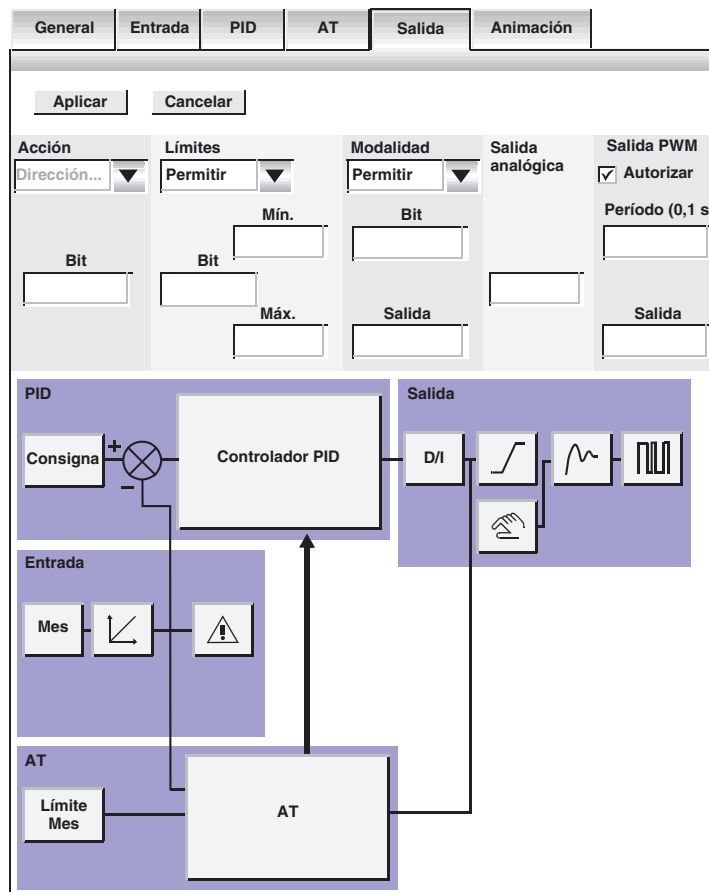 General Entrada PID AT Salida Animación
Aplicar Cancelar
Acción Límites Modalidad Salida analógica Salida PWM
Dirección... Permitir Permitir Autorizar
Mín. Bit Período (0,1 s
Bit Bit
Máx. Salida Salida
PID Salida
Consigna + − Controlador PID D/I
Entrada
Mes
AT
Límite
Mes
AT